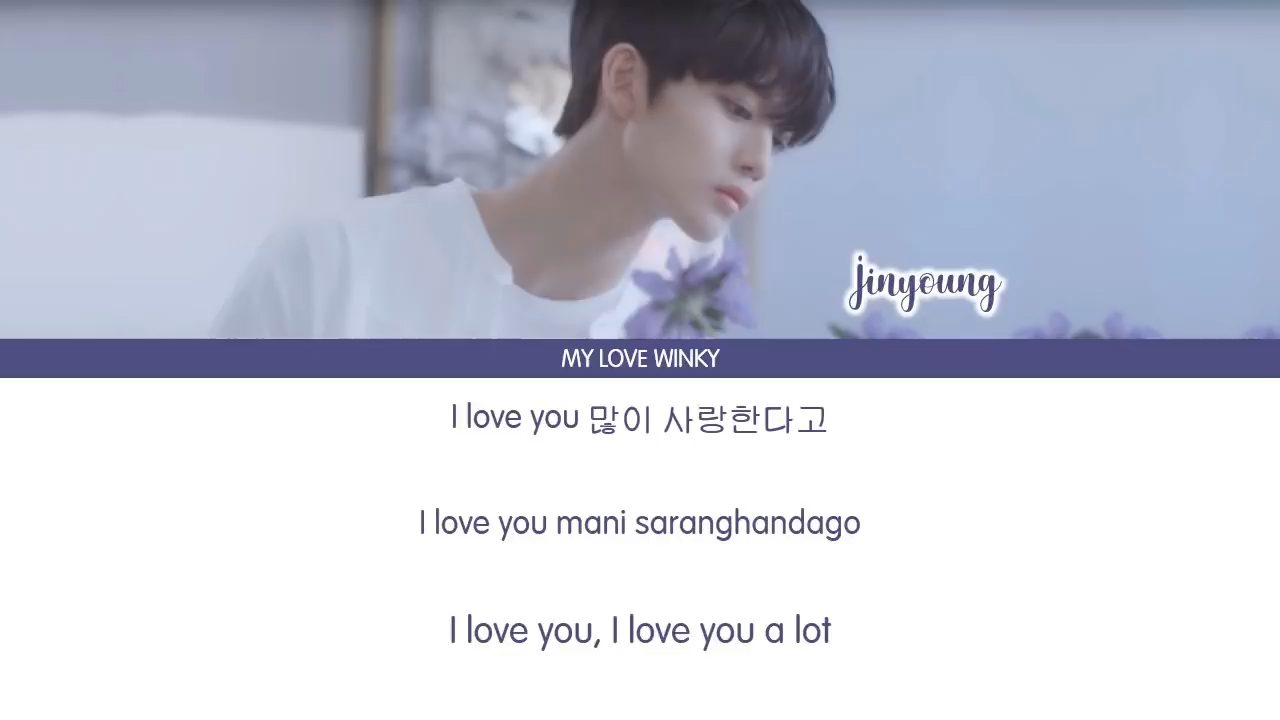 jinyoung
MY LOVE WINKY
I love you 많이 사랑한다고
I love you mani saranghandago
I love you, I love you a lot